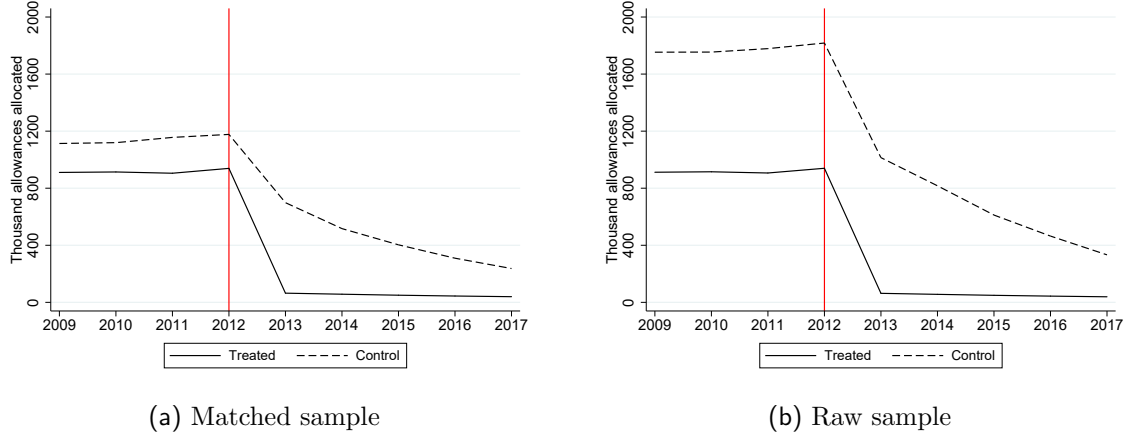 Thousand allowances allocated
2000
1600
1200
800
400
0
2009 2010 2011 2012 2013 2014 2015 2016 2017
Treated Control
(a) Matched sample
Thousand allowances allocated
2000
1600
1200
800
400
0
2009 2010 2011 2012 2013 2014 2015 2016 2017
Treated Control
(b) Raw sample